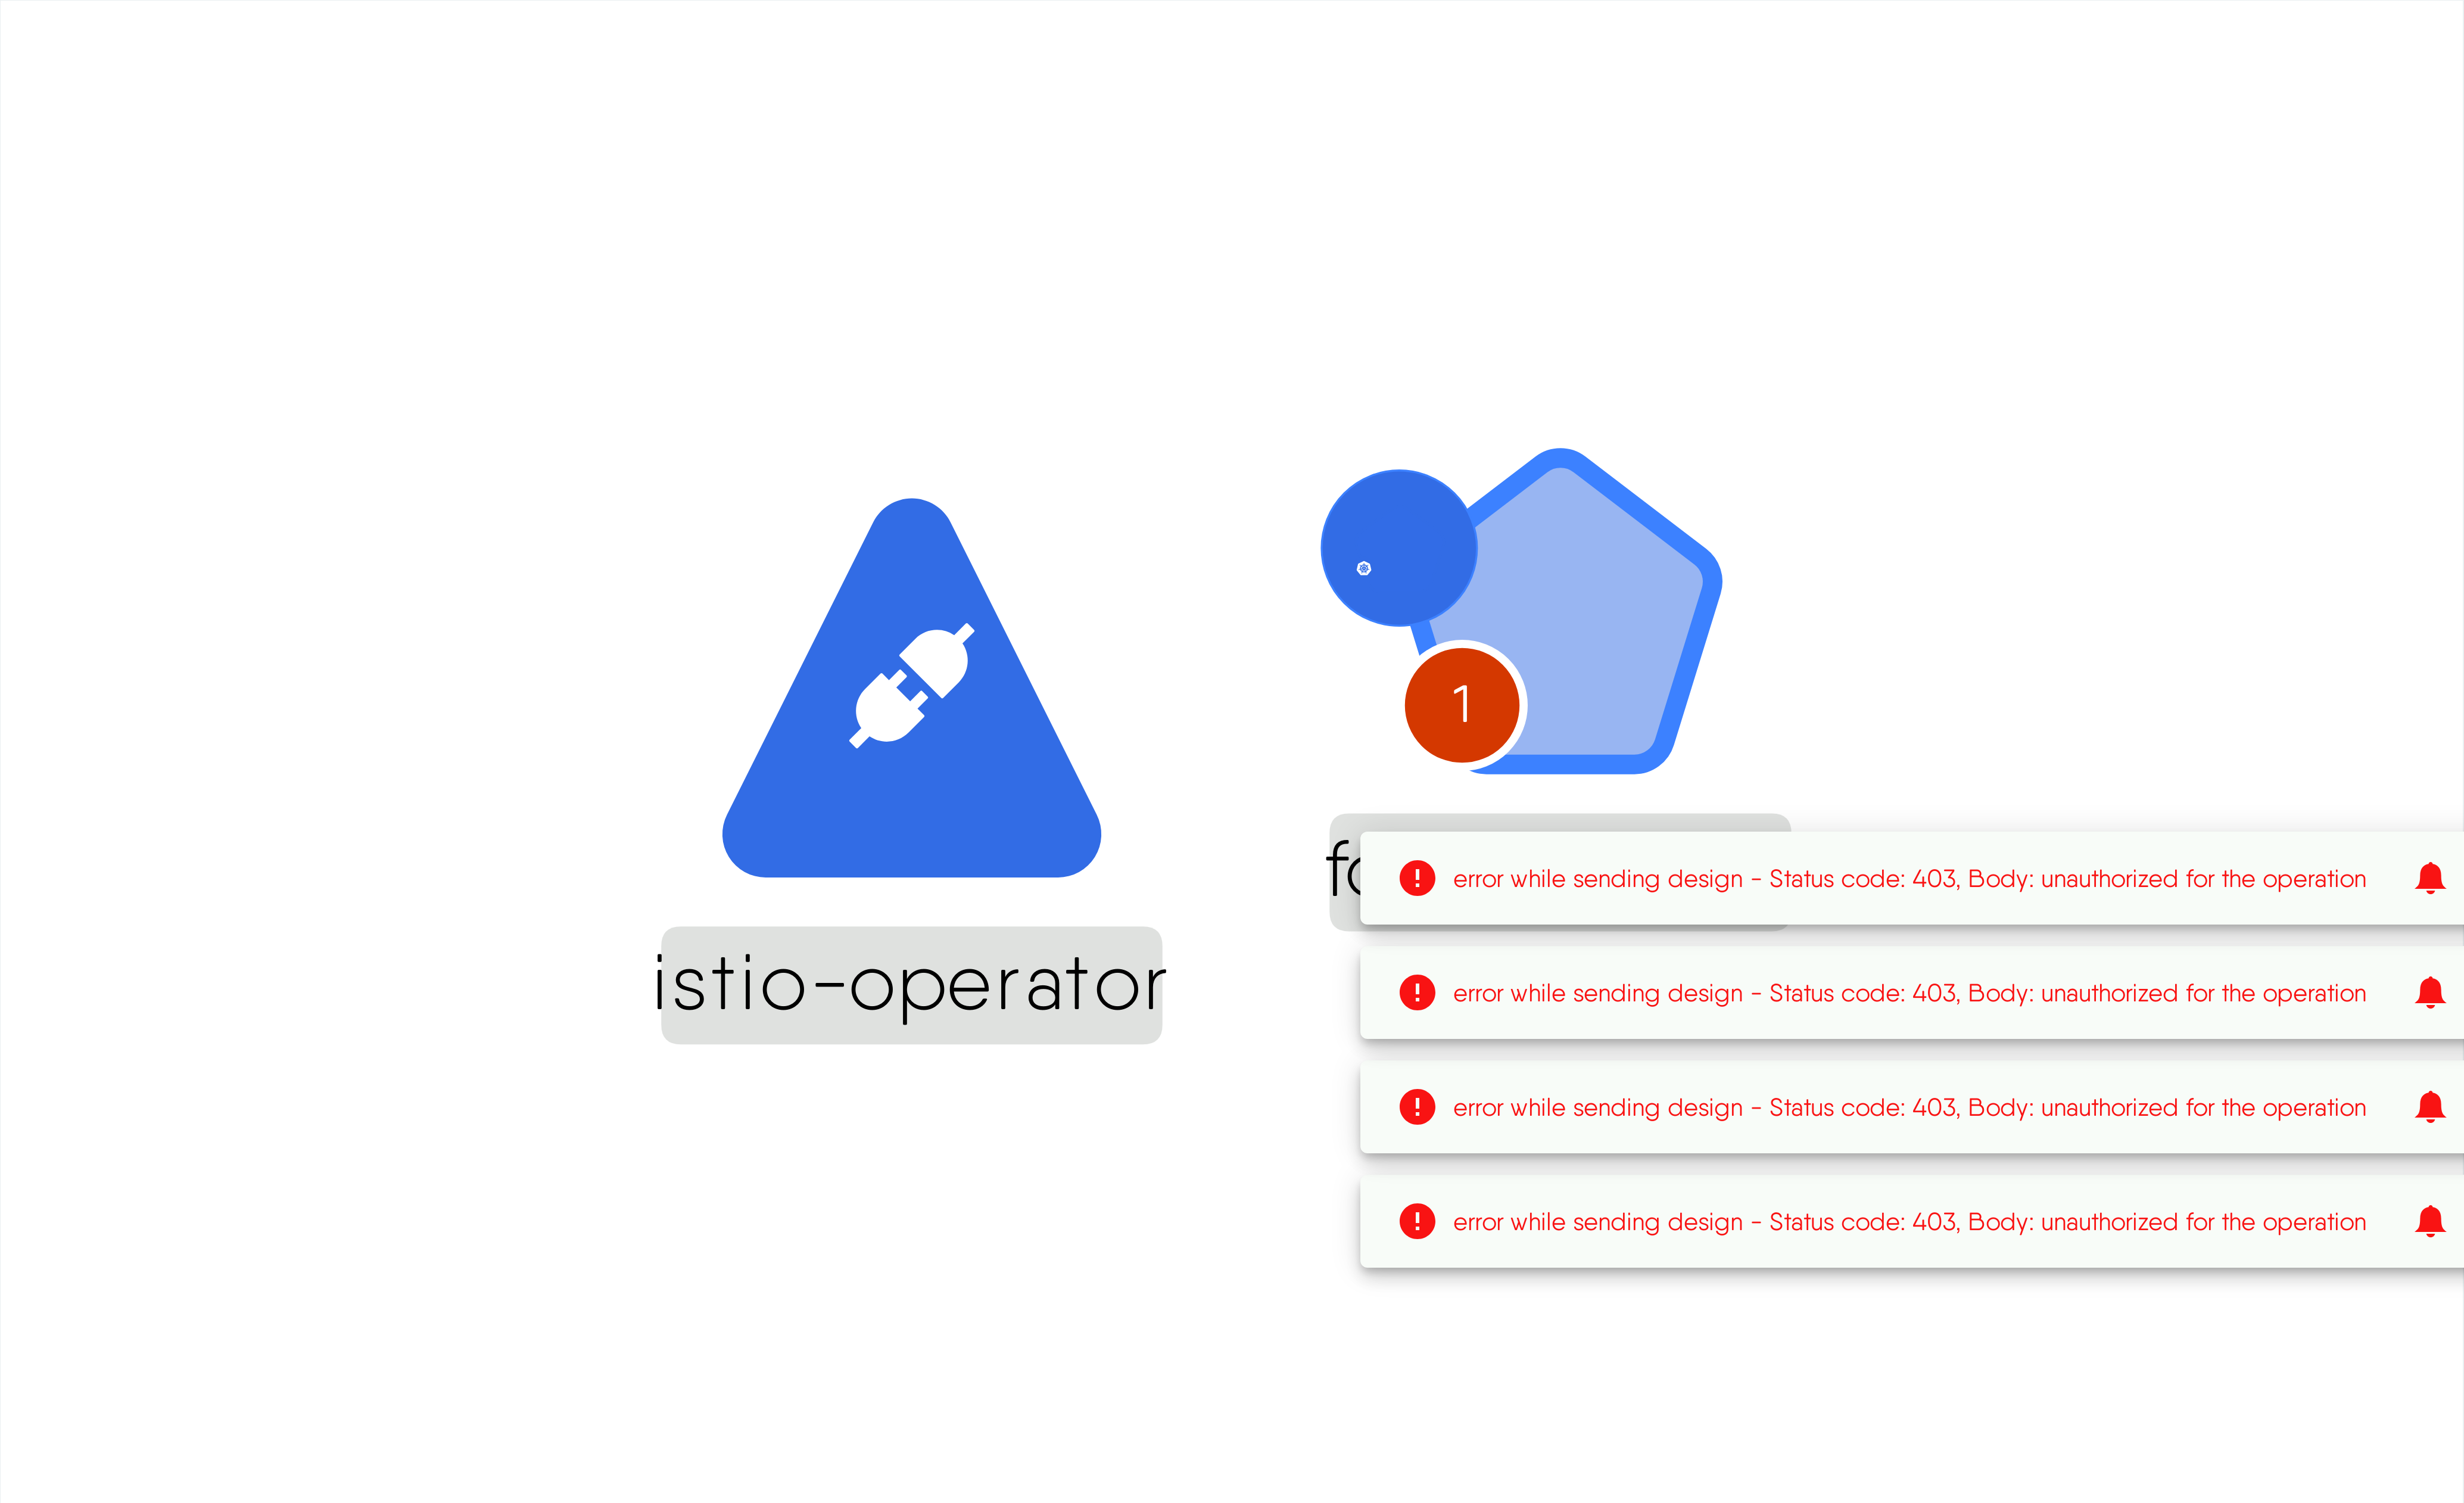 1
istio-operator
error while sending design - Status code: 403, Body: unauthorized for the operation
error while sending design - Status code: 403, Body: unauthorized for the operation
error while sending design - Status code: 403, Body: unauthorized for the operation
error while sending design - Status code: 403, Body: unauthorized for the operation